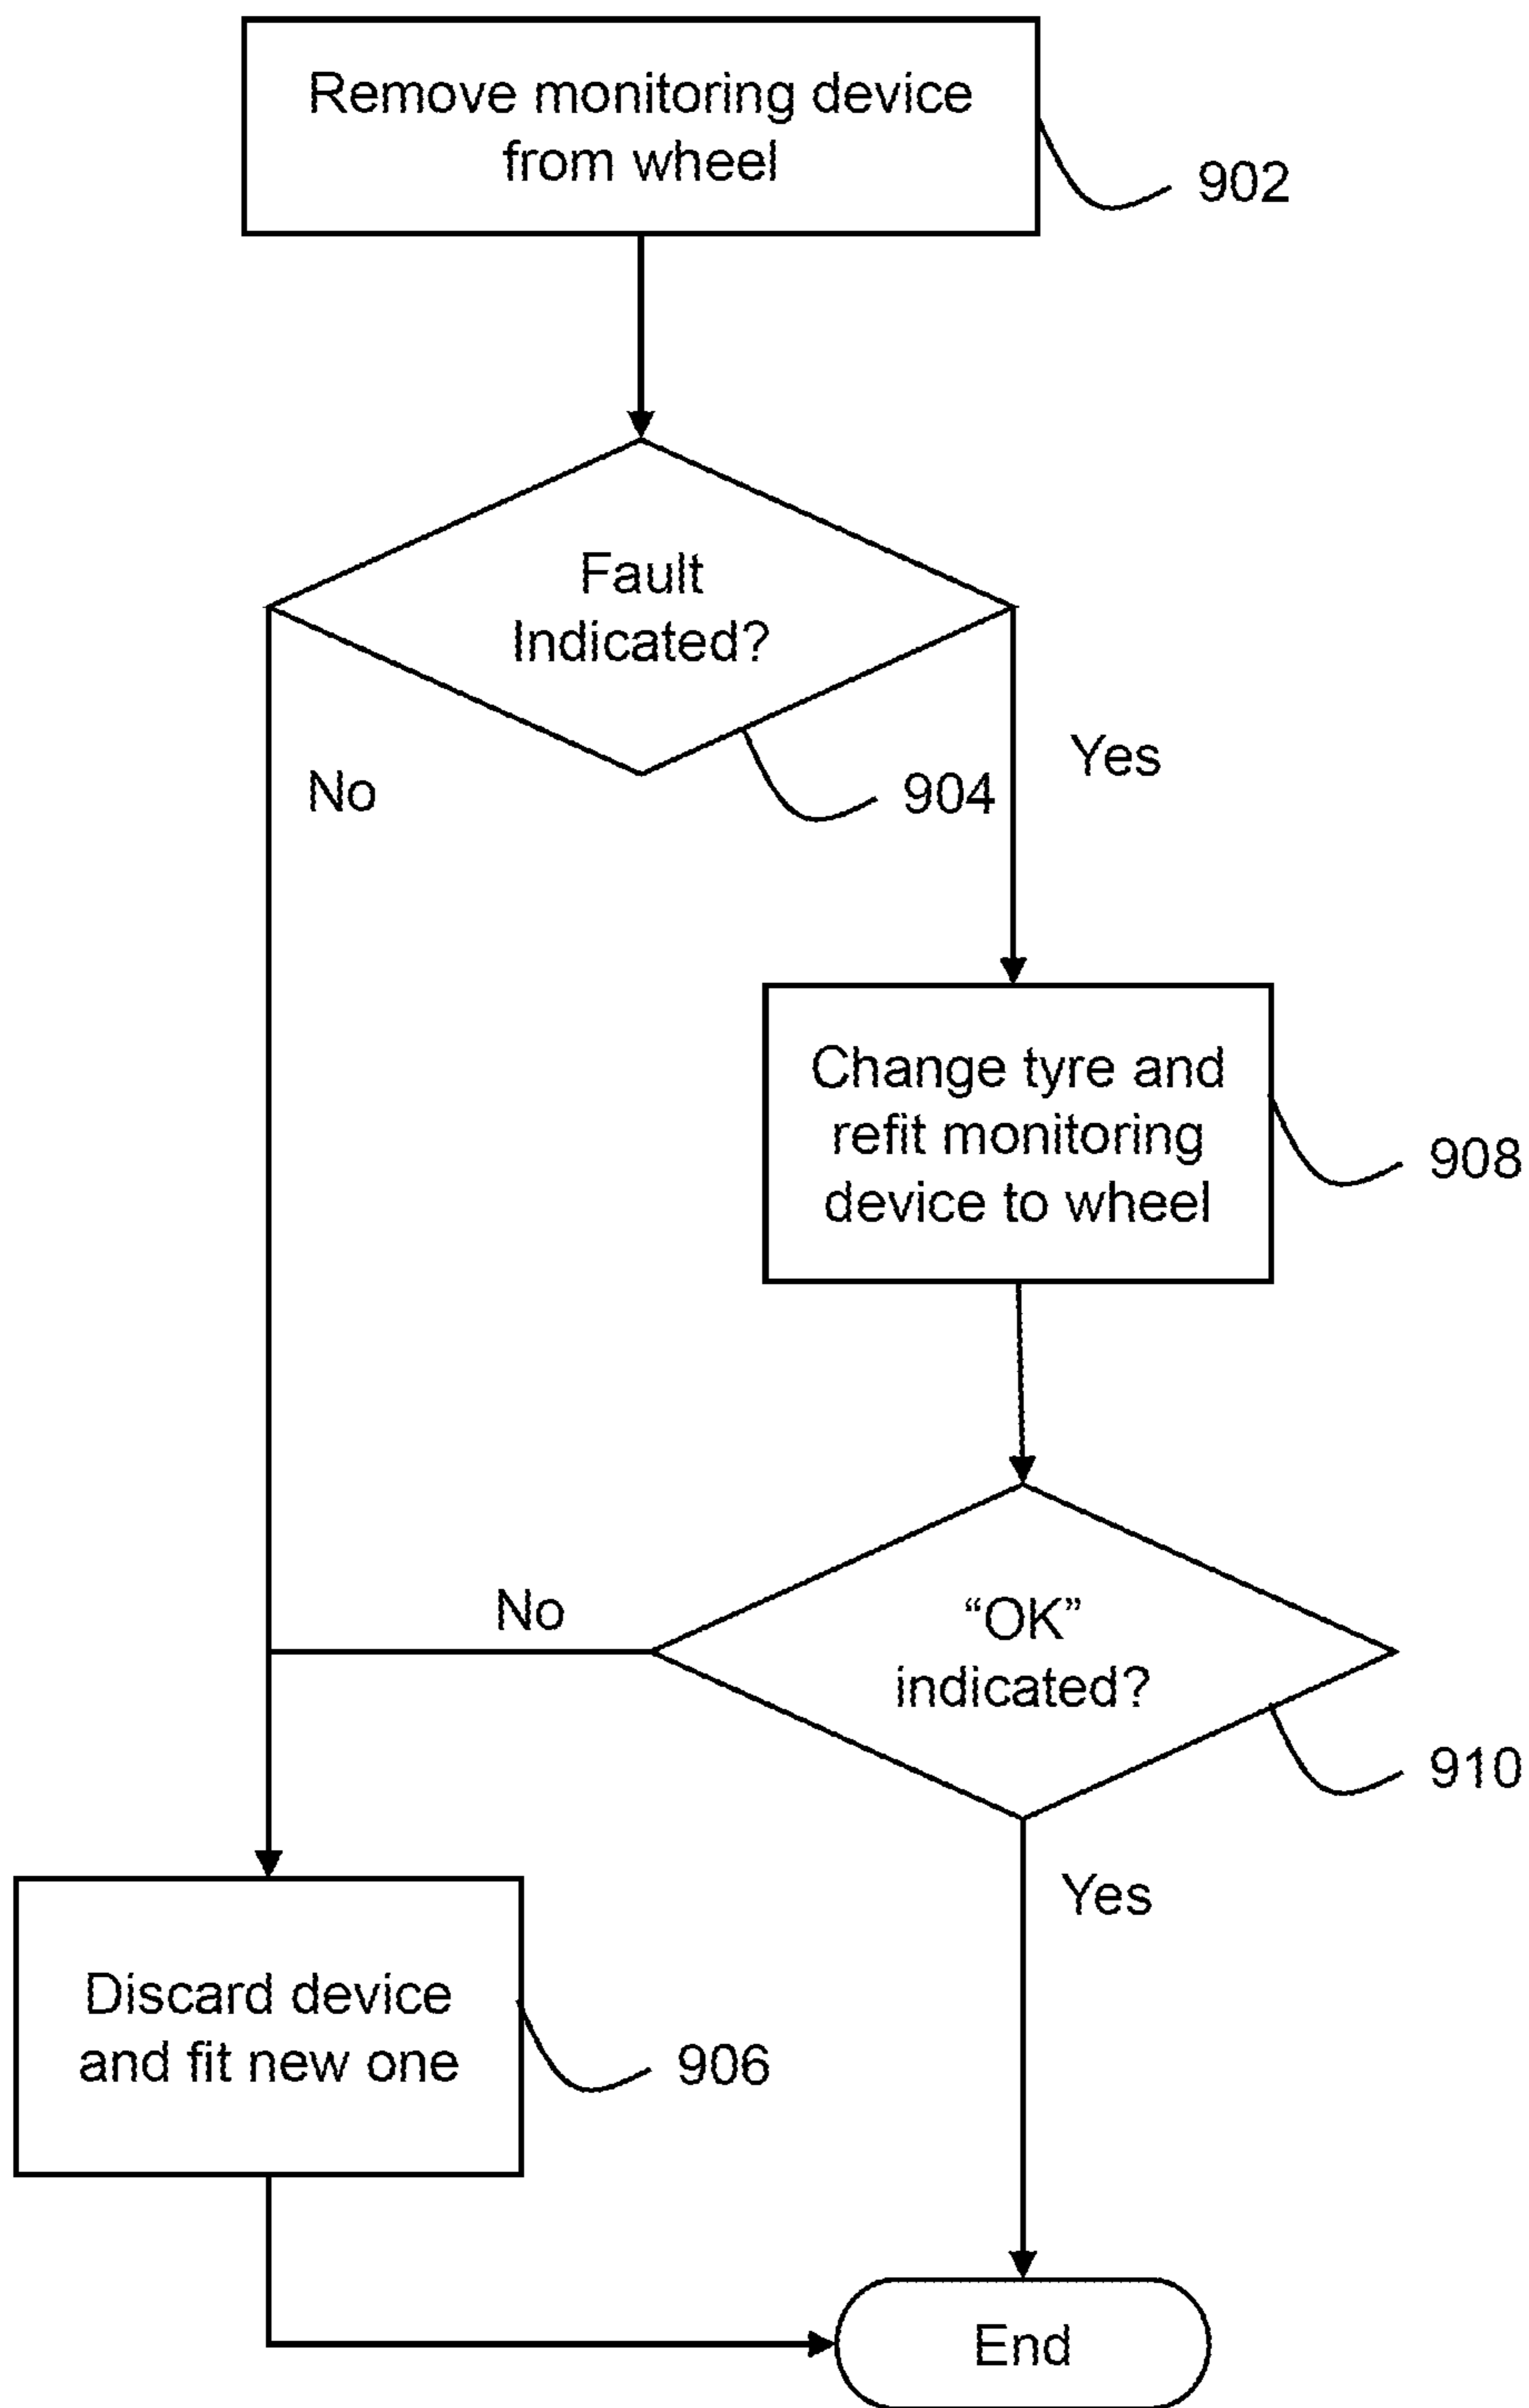 Remove monitoring device
from wheel
902
Fault
Indicated?
No
904
Yes
Change tyre and
refit monitoring
device to wheel
908
No
“OK”
indicated?
910
Yes
Discard device
and fit new one
906
End